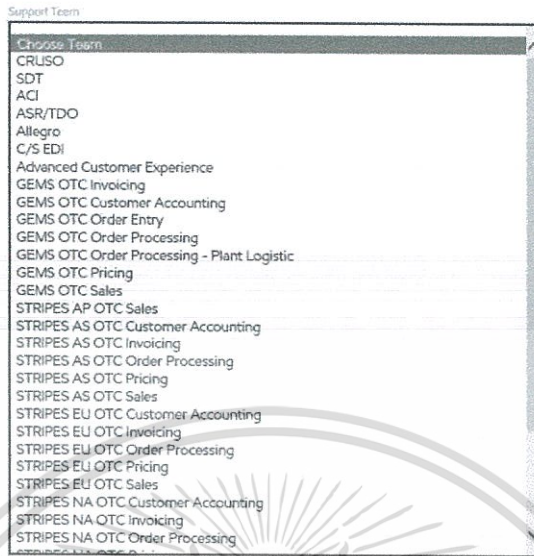 Support Team
Choose Team
CRUSO
SDT
ACI
ASR/TDO
Allegro
C/S EDI
Advanced Customer Experience
GEMS OTC Invoicing
GEMS OTC Customer Accounting
GEMS OTC Order Entry
GEMS OTC Order Processing
GEMS OTC Order Processing - Plant Logistic
GEMS OTC Pricing
GEMS OTC Sales
STRIPES AP OTC Sales
STRIPES AS OTC Customer Accounting
STRIPES AS OTC Invoicing
STRIPES AS OTC Order Processing
STRIPES AS OTC Pricing
STRIPES AS OTC Sales
STRIPES EU OTC Customer Accounting
STRIPES EU OTC Invoicing
STRIPES EU OTC Order Processing
STRIPES EU OTC Pricing
STRIPES EU OTC Sales
STRIPES NA OTC Customer Accounting
STRIPES NA OTC Invoicing
STRIPES NA OTC Order Processing
STRIPES NA OTC